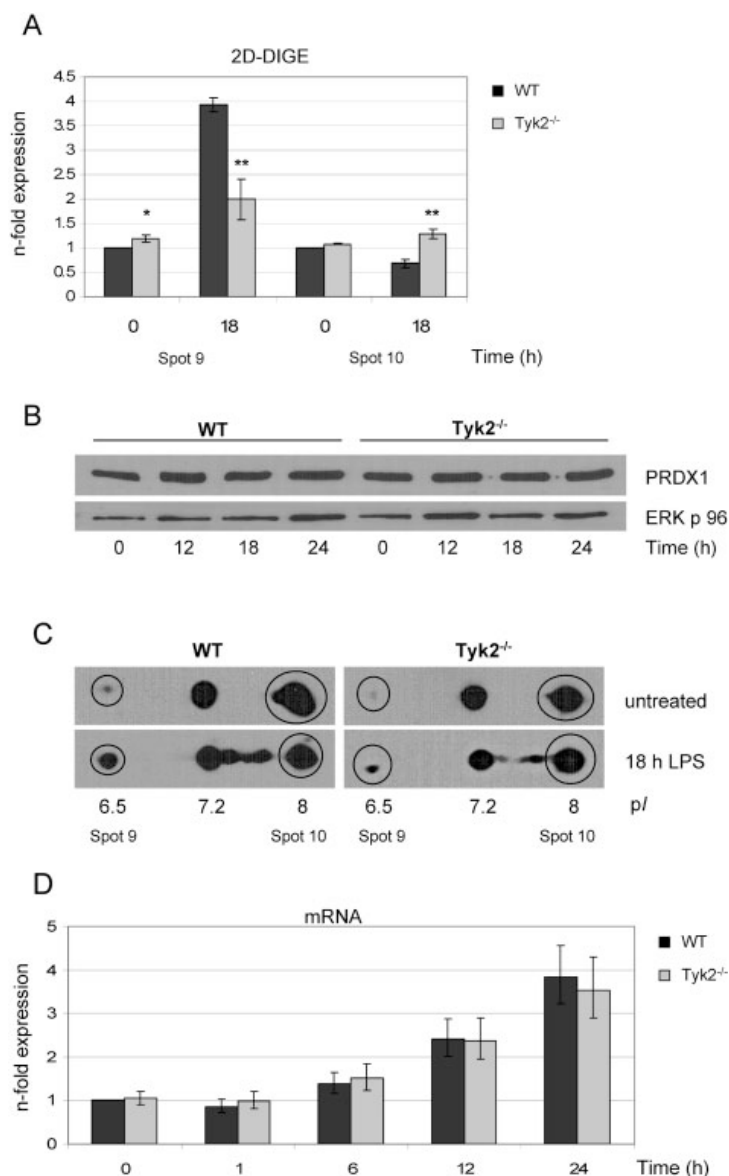 A
2D-DIGE
n-fold expression
4.5
4
3.5
3
2.5
2
1.5
1
0.5
0
*
**
**
WT
Tyk2-/-
0 18 0 18
Spot 9 Spot 10 Time (h)
B
WT Tyk2-/-
PRDX1
ERK p 96
0 12 18 24 0 12 18 24 Time (h)
C
WT Tyk2-/-
untreated
18 h LPS
6.5 7.2 8 6.5 7.2 8 pI
Spot 9 Spot 10 Spot 9 Spot 10
D
mRNA
n-fold expression
5
4
3
2
1
0
WT
Tyk2-/-
0 1 6 12 24 Time (h)